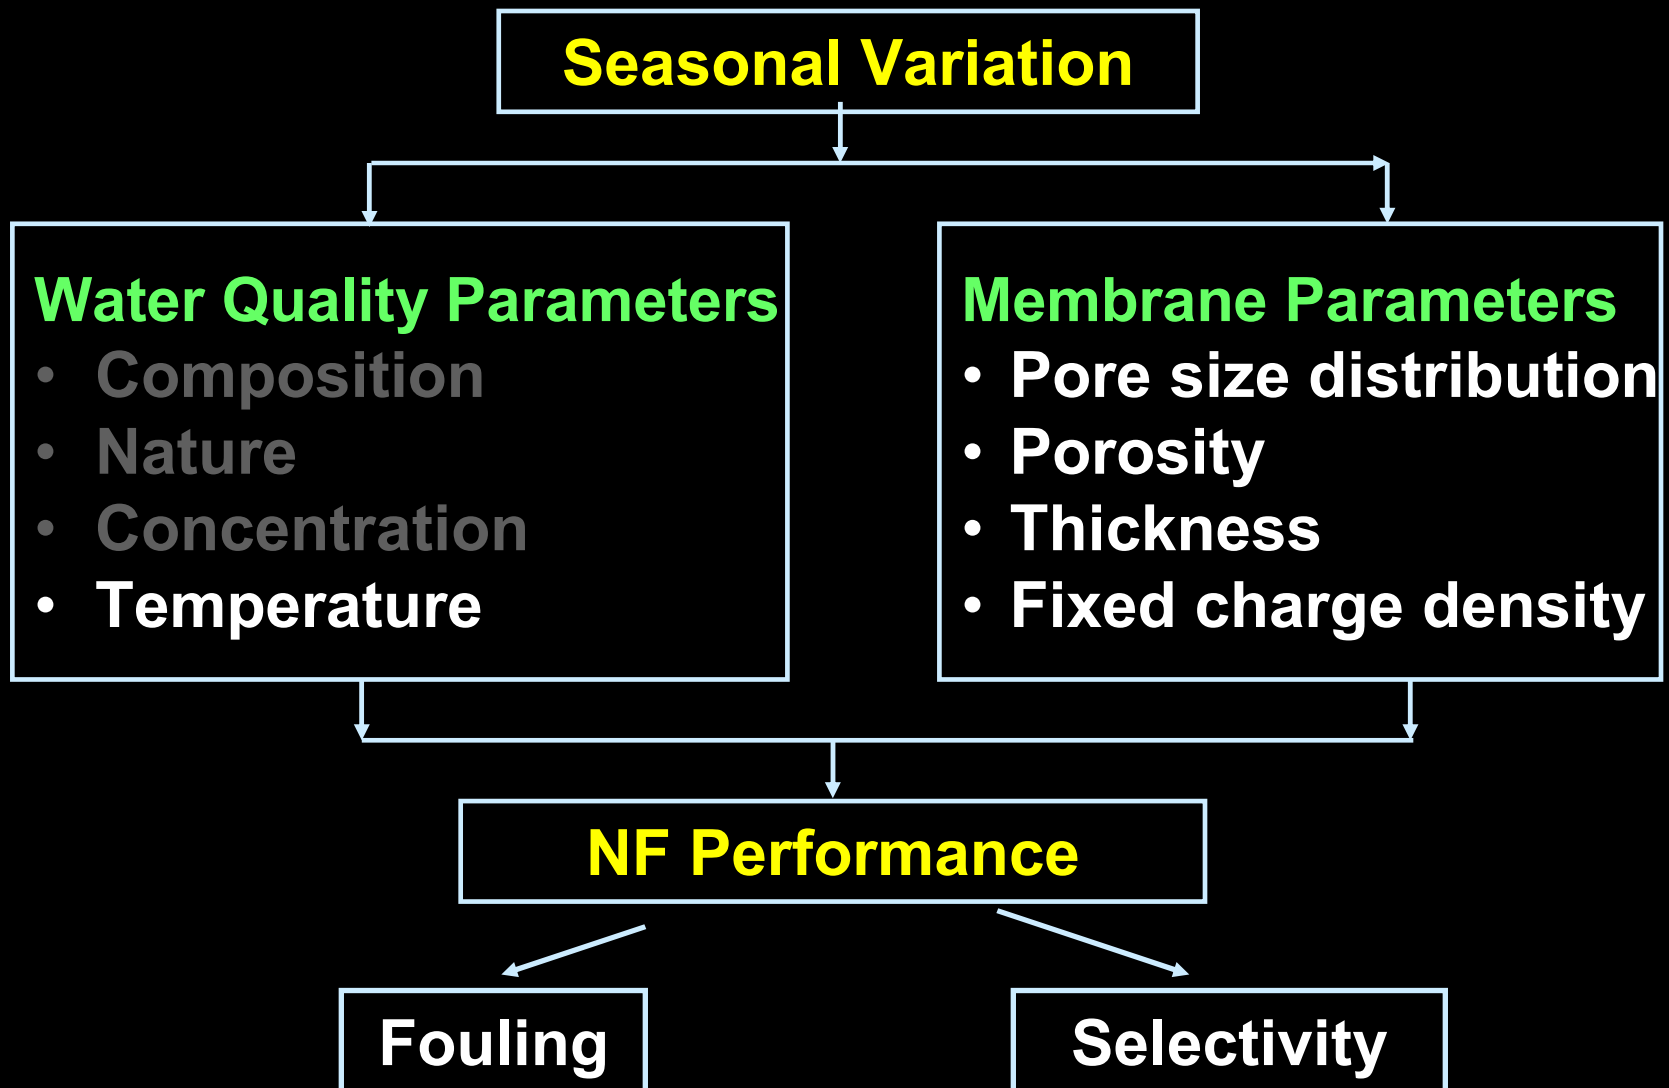 Seasonal Variation
Water Quality Parameters
• Composition
• Nature
• Concentration
• Temperature
Membrane Parameters
• Pore size distribution
• Porosity
• Thickness
• Fixed charge density
NF Performance
Fouling
Selectivity